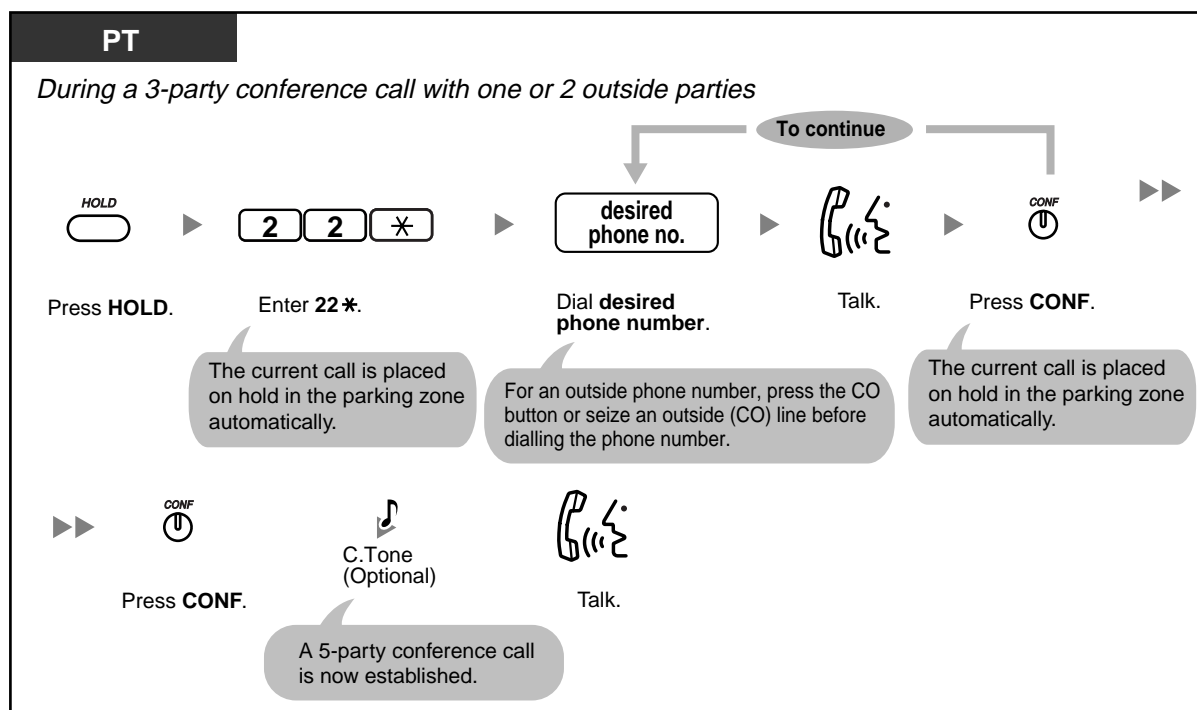 PT
During a 3-party conference call with one or 2 outside parties
To continue
HOLD
2 2 ✳
desired
phone no.
CONF
Press HOLD.
Enter 22 ✳.
Dial desired
phone number.
Talk.
Press CONF.
The current call is placed
on hold in the parking zone
automatically.
For an outside phone number, press the CO
button or seize an outside (CO) line before
dialling the phone number.
The current call is placed
on hold in the parking zone
automatically.
CONF
C.Tone
(Optional)
Press CONF.
Talk.
A 5-party conference call
is now established.